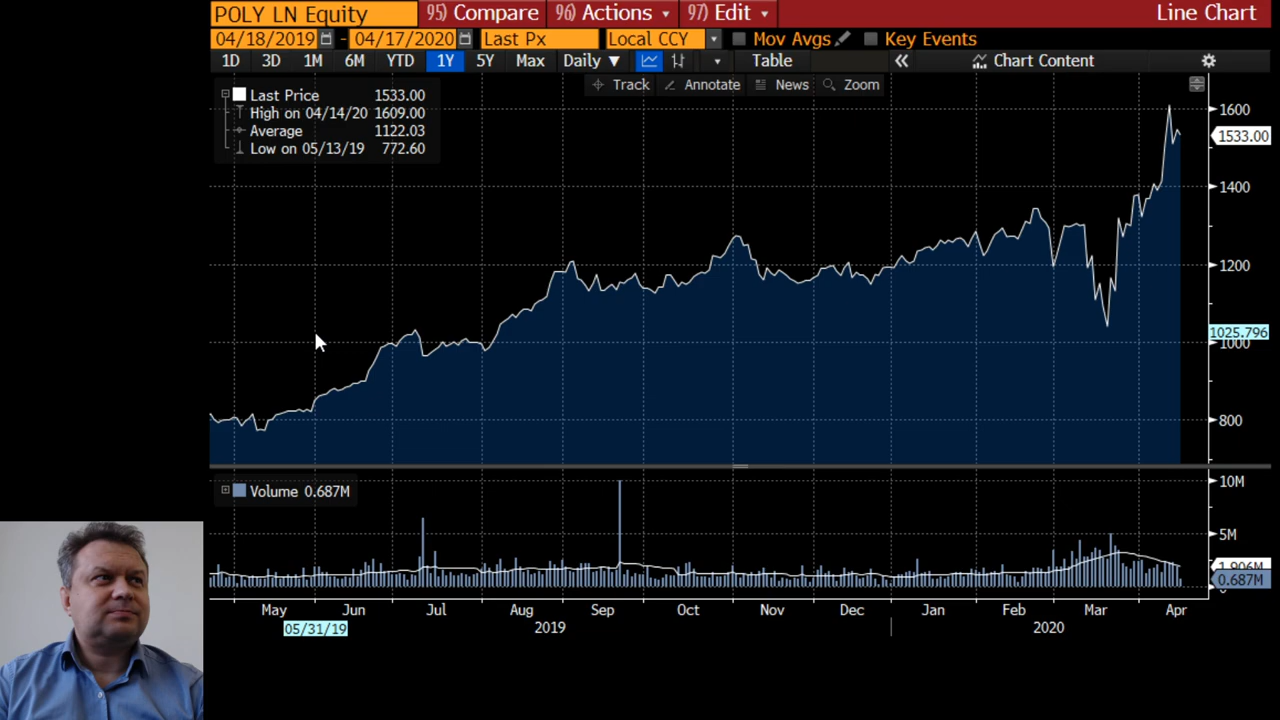 POLY LN Equity 95) Compare 96) Actions 97) Edit Line Chart
04/18/2019 - 04/17/2020 Last Px Local CCY Mov Avgs Key Events
1D 3D 1M 6M YTD 1Y 5Y Max Daily ▼ Table « Chart Content
Track Annotate News Zoom
Last Price 1533.00
High on 04/14/20 1609.00
Average 1122.03
Low on 05/13/19 772.60
1600
1533.00
1400
1200
1025.796
1000
800
Volume 0.687M
10M
5M
1.906M
0.687M
0
May Jun Jul Aug Sep Oct Nov Dec Jan Feb Mar Apr
05/31/19 2019 2020